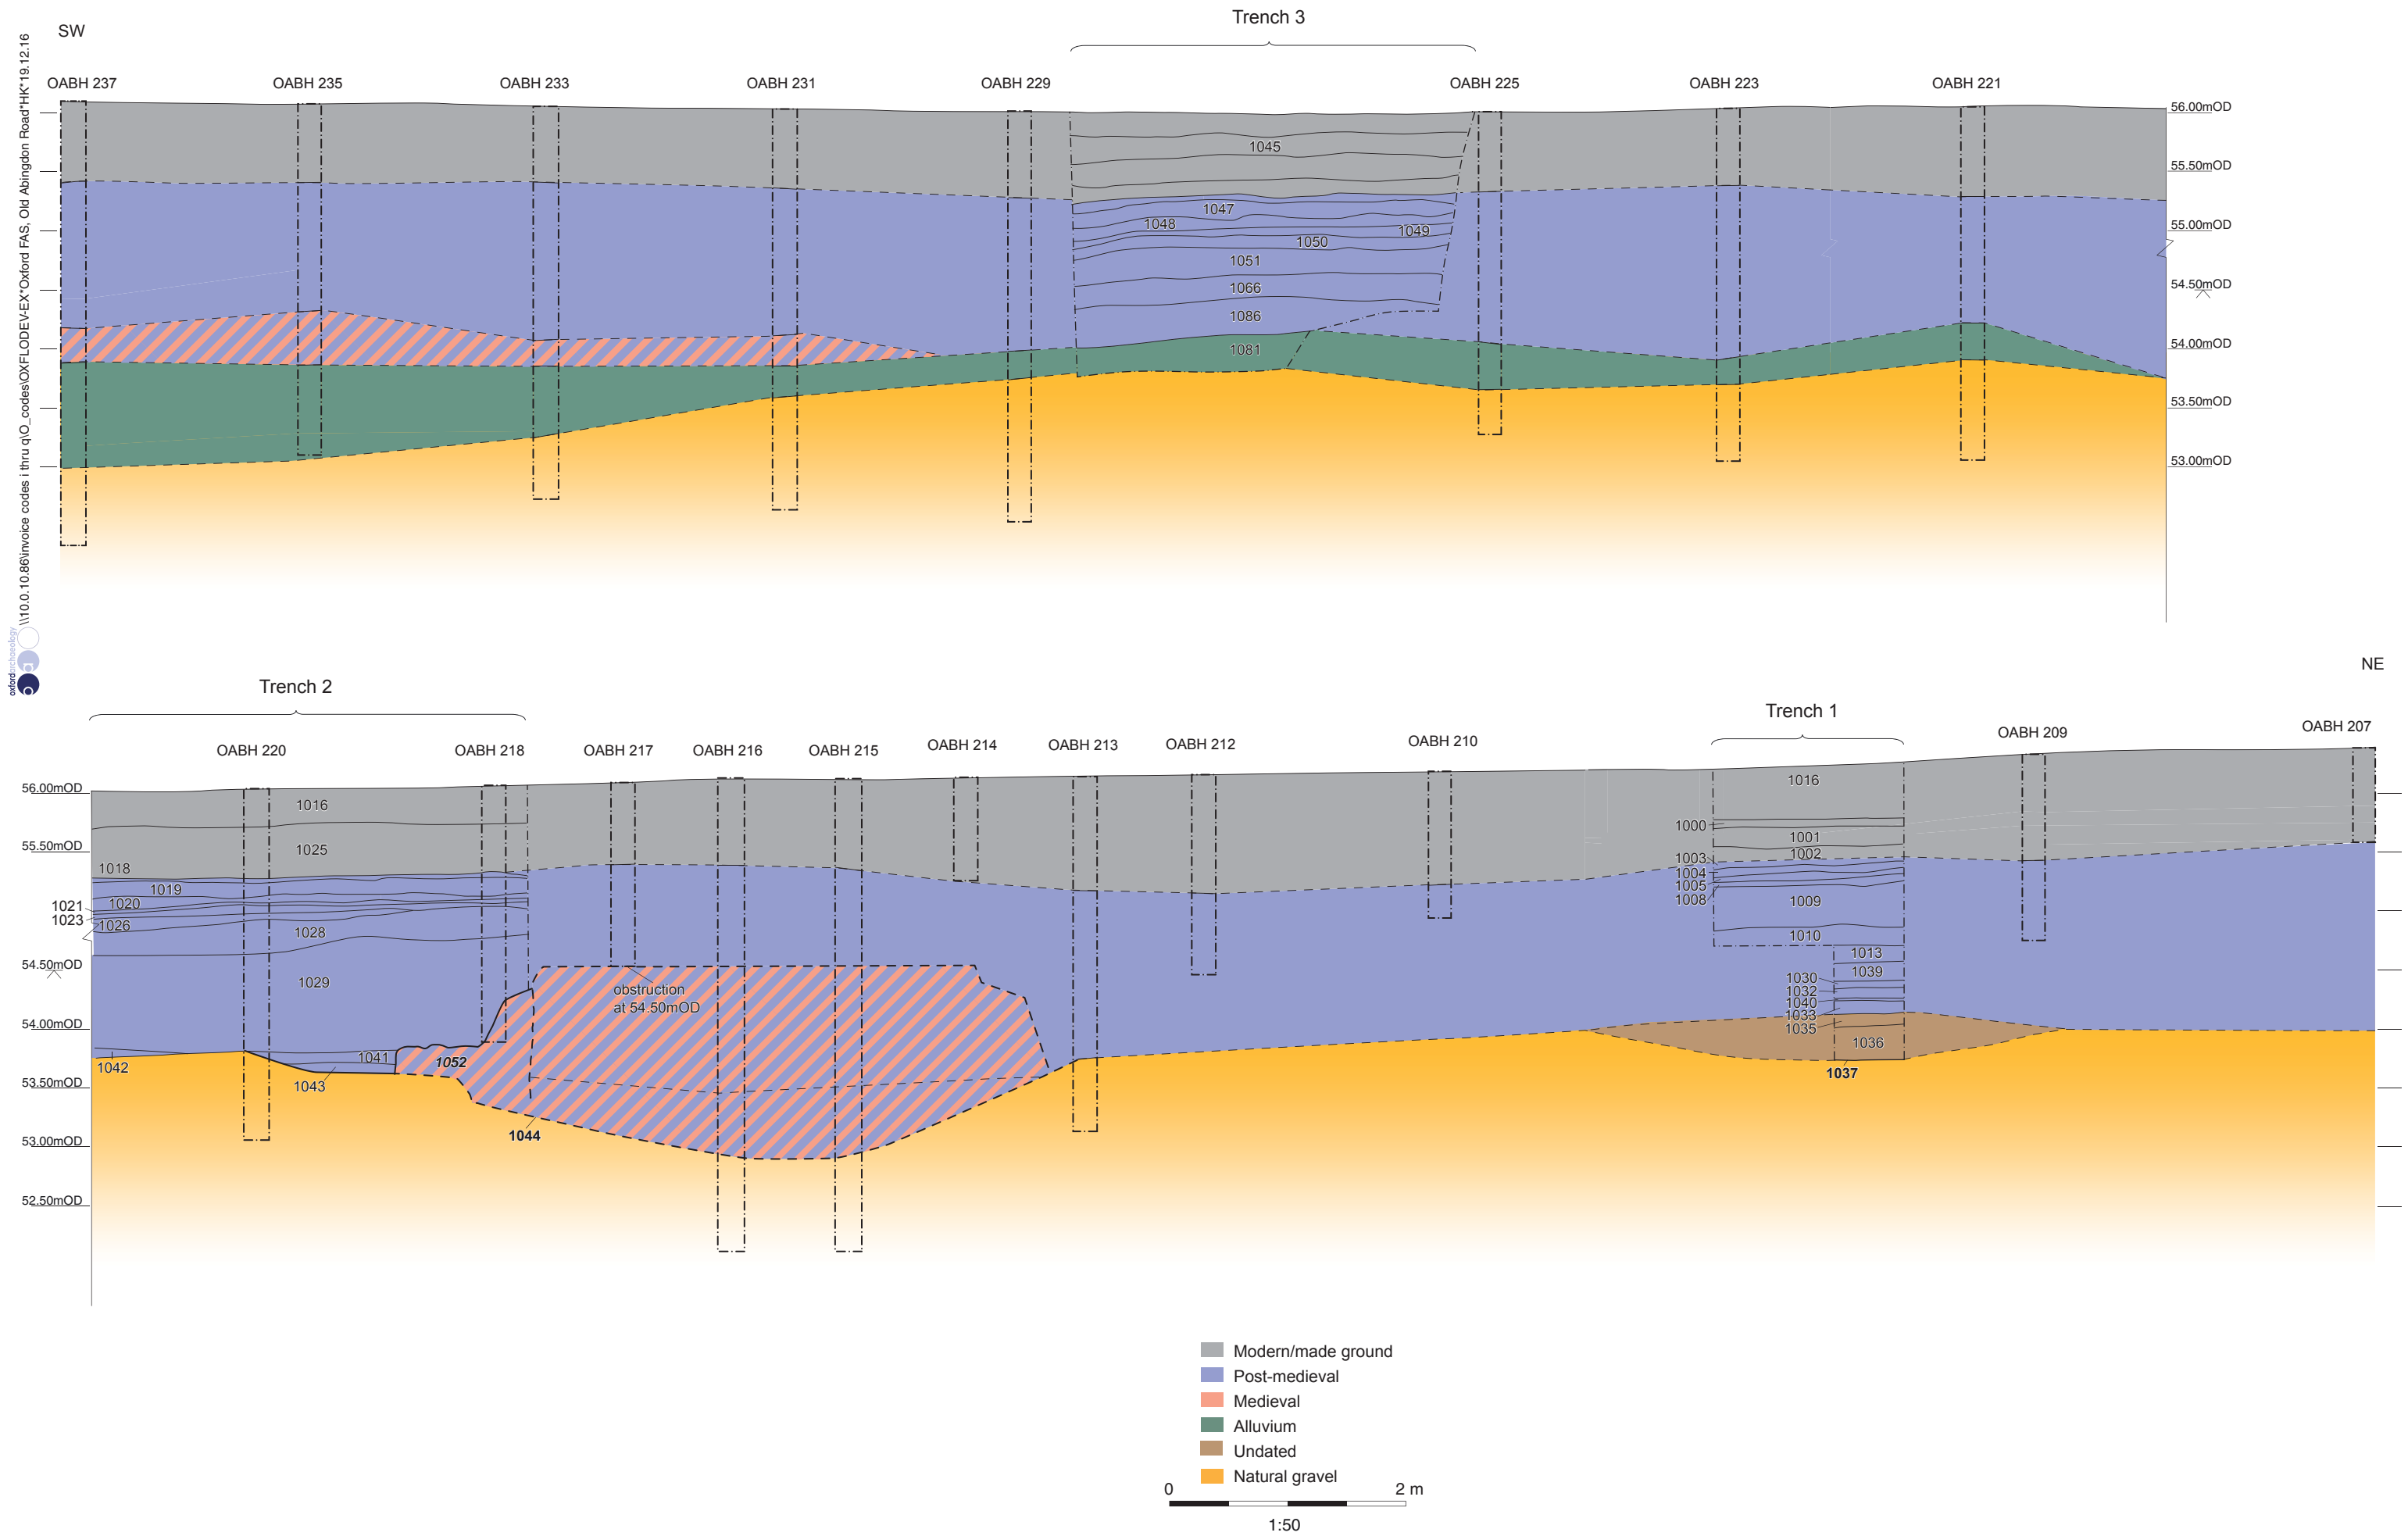 \\10.0.10.86\invoice codes i thru q\O_codes\OXFLODEV-EX*Oxford FAS, Old Abingdon Road*HK*19.12.16
SW
Trench 3
OABH 237 OABH 235 OABH 233 OABH 231 OABH 229 OABH 225 OABH 223 OABH 221
56.00mOD
1045
55.50mOD
1047
1048
1049
55.00mOD
1050
1051
54.50mOD
1066
1086
1081
54.00mOD
53.50mOD
53.00mOD
oxfordarchaeology
NE
Trench 2
Trench 1
OABH 220 OABH 218 OABH 217 OABH 216 OABH 215 OABH 214 OABH 213 OABH 212 OABH 210 OABH 209 OABH 207
56.00mOD
1016
1016
1000
1001
55.50mOD
1025
1002
1003
1018
1004
1019
1005
1020
1008
1009
1021
1023
1026
1028
1010
54.50mOD
1013
1039
1029
1030
obstruction
at 54.50mOD
1032
1040
1033
54.00mOD
1035
1036
1041
1052
1042
1037
53.50mOD
1043
1044
53.00mOD
52.50mOD
Modern/made ground
Post-medieval
Medieval
Alluvium
Undated
Natural gravel
0 2 m
1:50